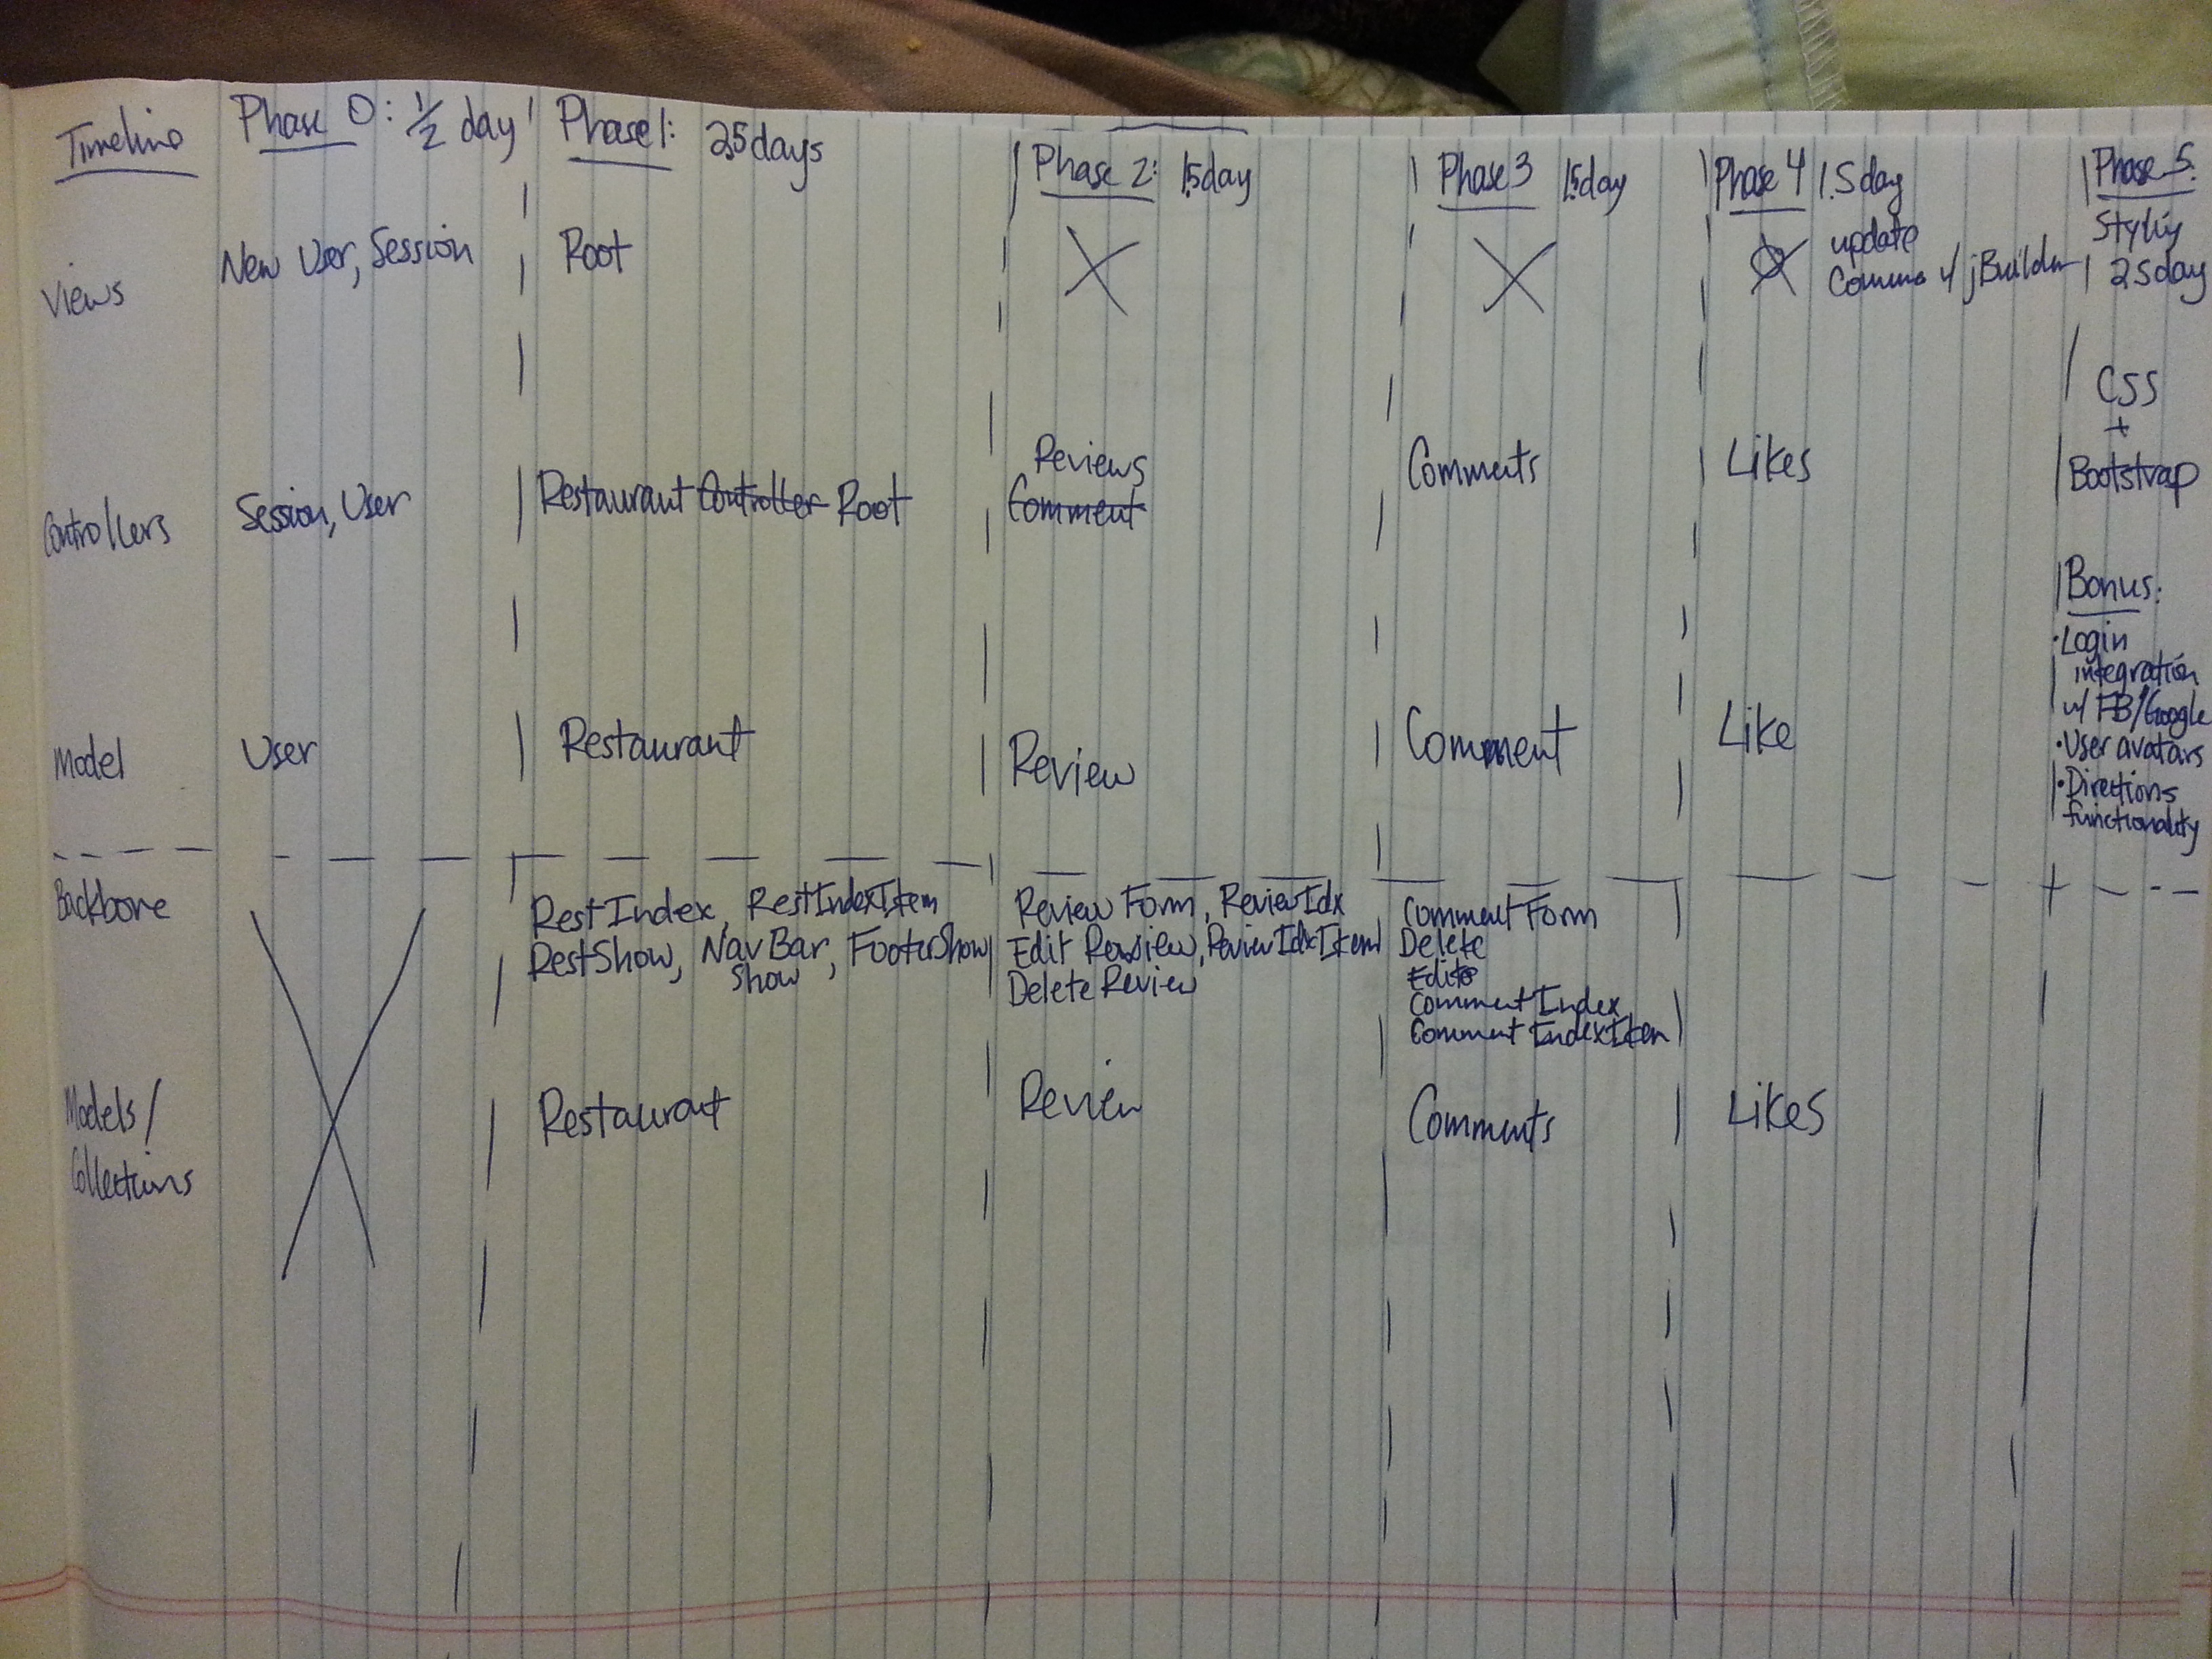 Timeline
Phase 0: ½ day
Phase 1: 2.5 days
Phase 2: 1.5 day
Phase 3 1.5 day
Phase 4 1.5 day
Phase 5:
Styling
2.5 day
Views
New User, Session
Root
X
X
update
Comms w/ jBuilder
CSS
+
Bootstrap
Controllers
Session, User
Restaurant Controller Root
Reviews
Comment
Comments
Likes
Bonus:
• Login
integration
w/ FB/Google
• User avatars
• Directions
functionality
Model
User
Restaurant
Review
Comment
Like
Backbone
RestIndex, RestIndexItem
RestShow, NavBar, FooterShow
Show
Review Form, ReviewIdx
Edit Review, ReviewIdxItem
Delete Review
Comment Form
Delete
Edit
Comment Index
Comment IndexItem
Models/
Collections
Restaurant
Review
Comments
Likes